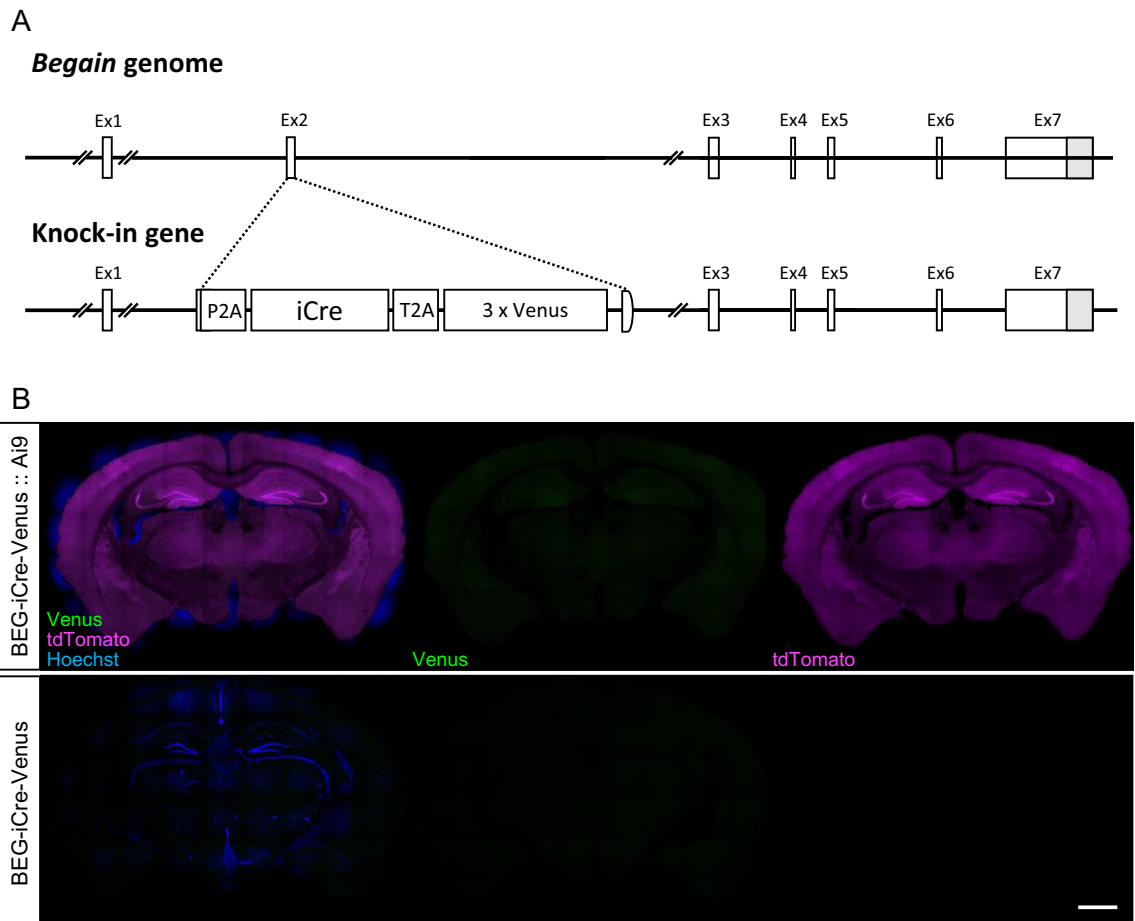 A
Begain genome
Ex1 Ex2 Ex3 Ex4 Ex5 Ex6 Ex7
Knock-in gene
Ex1 Ex3 Ex4 Ex5 Ex6 Ex7
P2A iCre T2A 3 x Venus
B
BEG-iCre-Venus :: Ai9
Venus
tdTomato
Hoechst
Venus
tdTomato
BEG-iCre-Venus